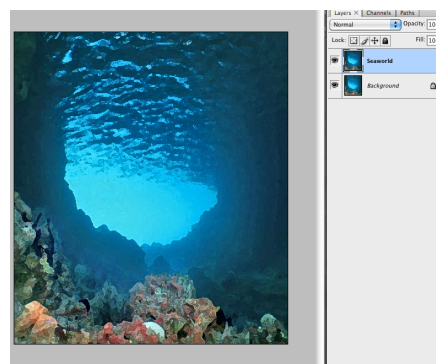 Layers × Channels Paths
Normal Opacity: 10
Lock: Fill: 10
Seaworld
Background